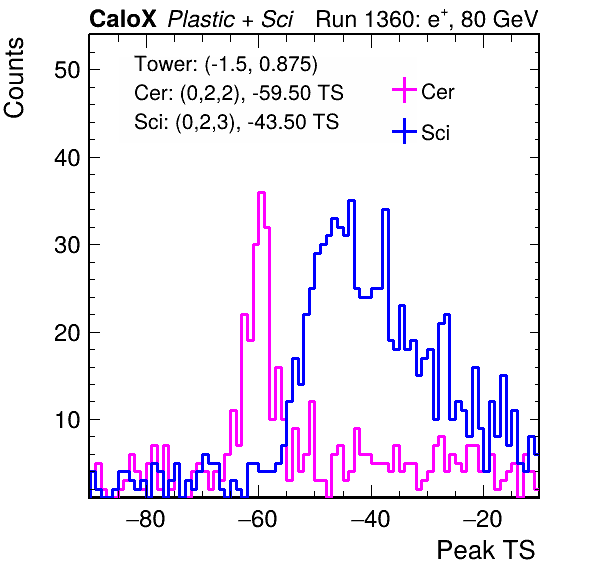 CaloX Plastic + Sci Run 1360: e⁺, 80 GeV
Tower: (-1.5, 0.875)
Cer: (0,2,2), -59.50 TS
Sci: (0,2,3), -43.50 TS
Cer
Sci
Counts
50
40
30
20
10
−80 −60 −40 −20
Peak TS